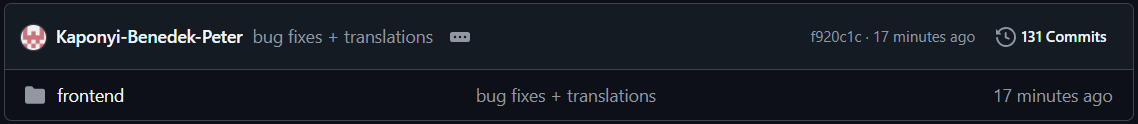 Kaponyi-Benedek-Peter bug fixes + translations f920c1c · 17 minutes ago 131 Commits
frontend bug fixes + translations 17 minutes ago